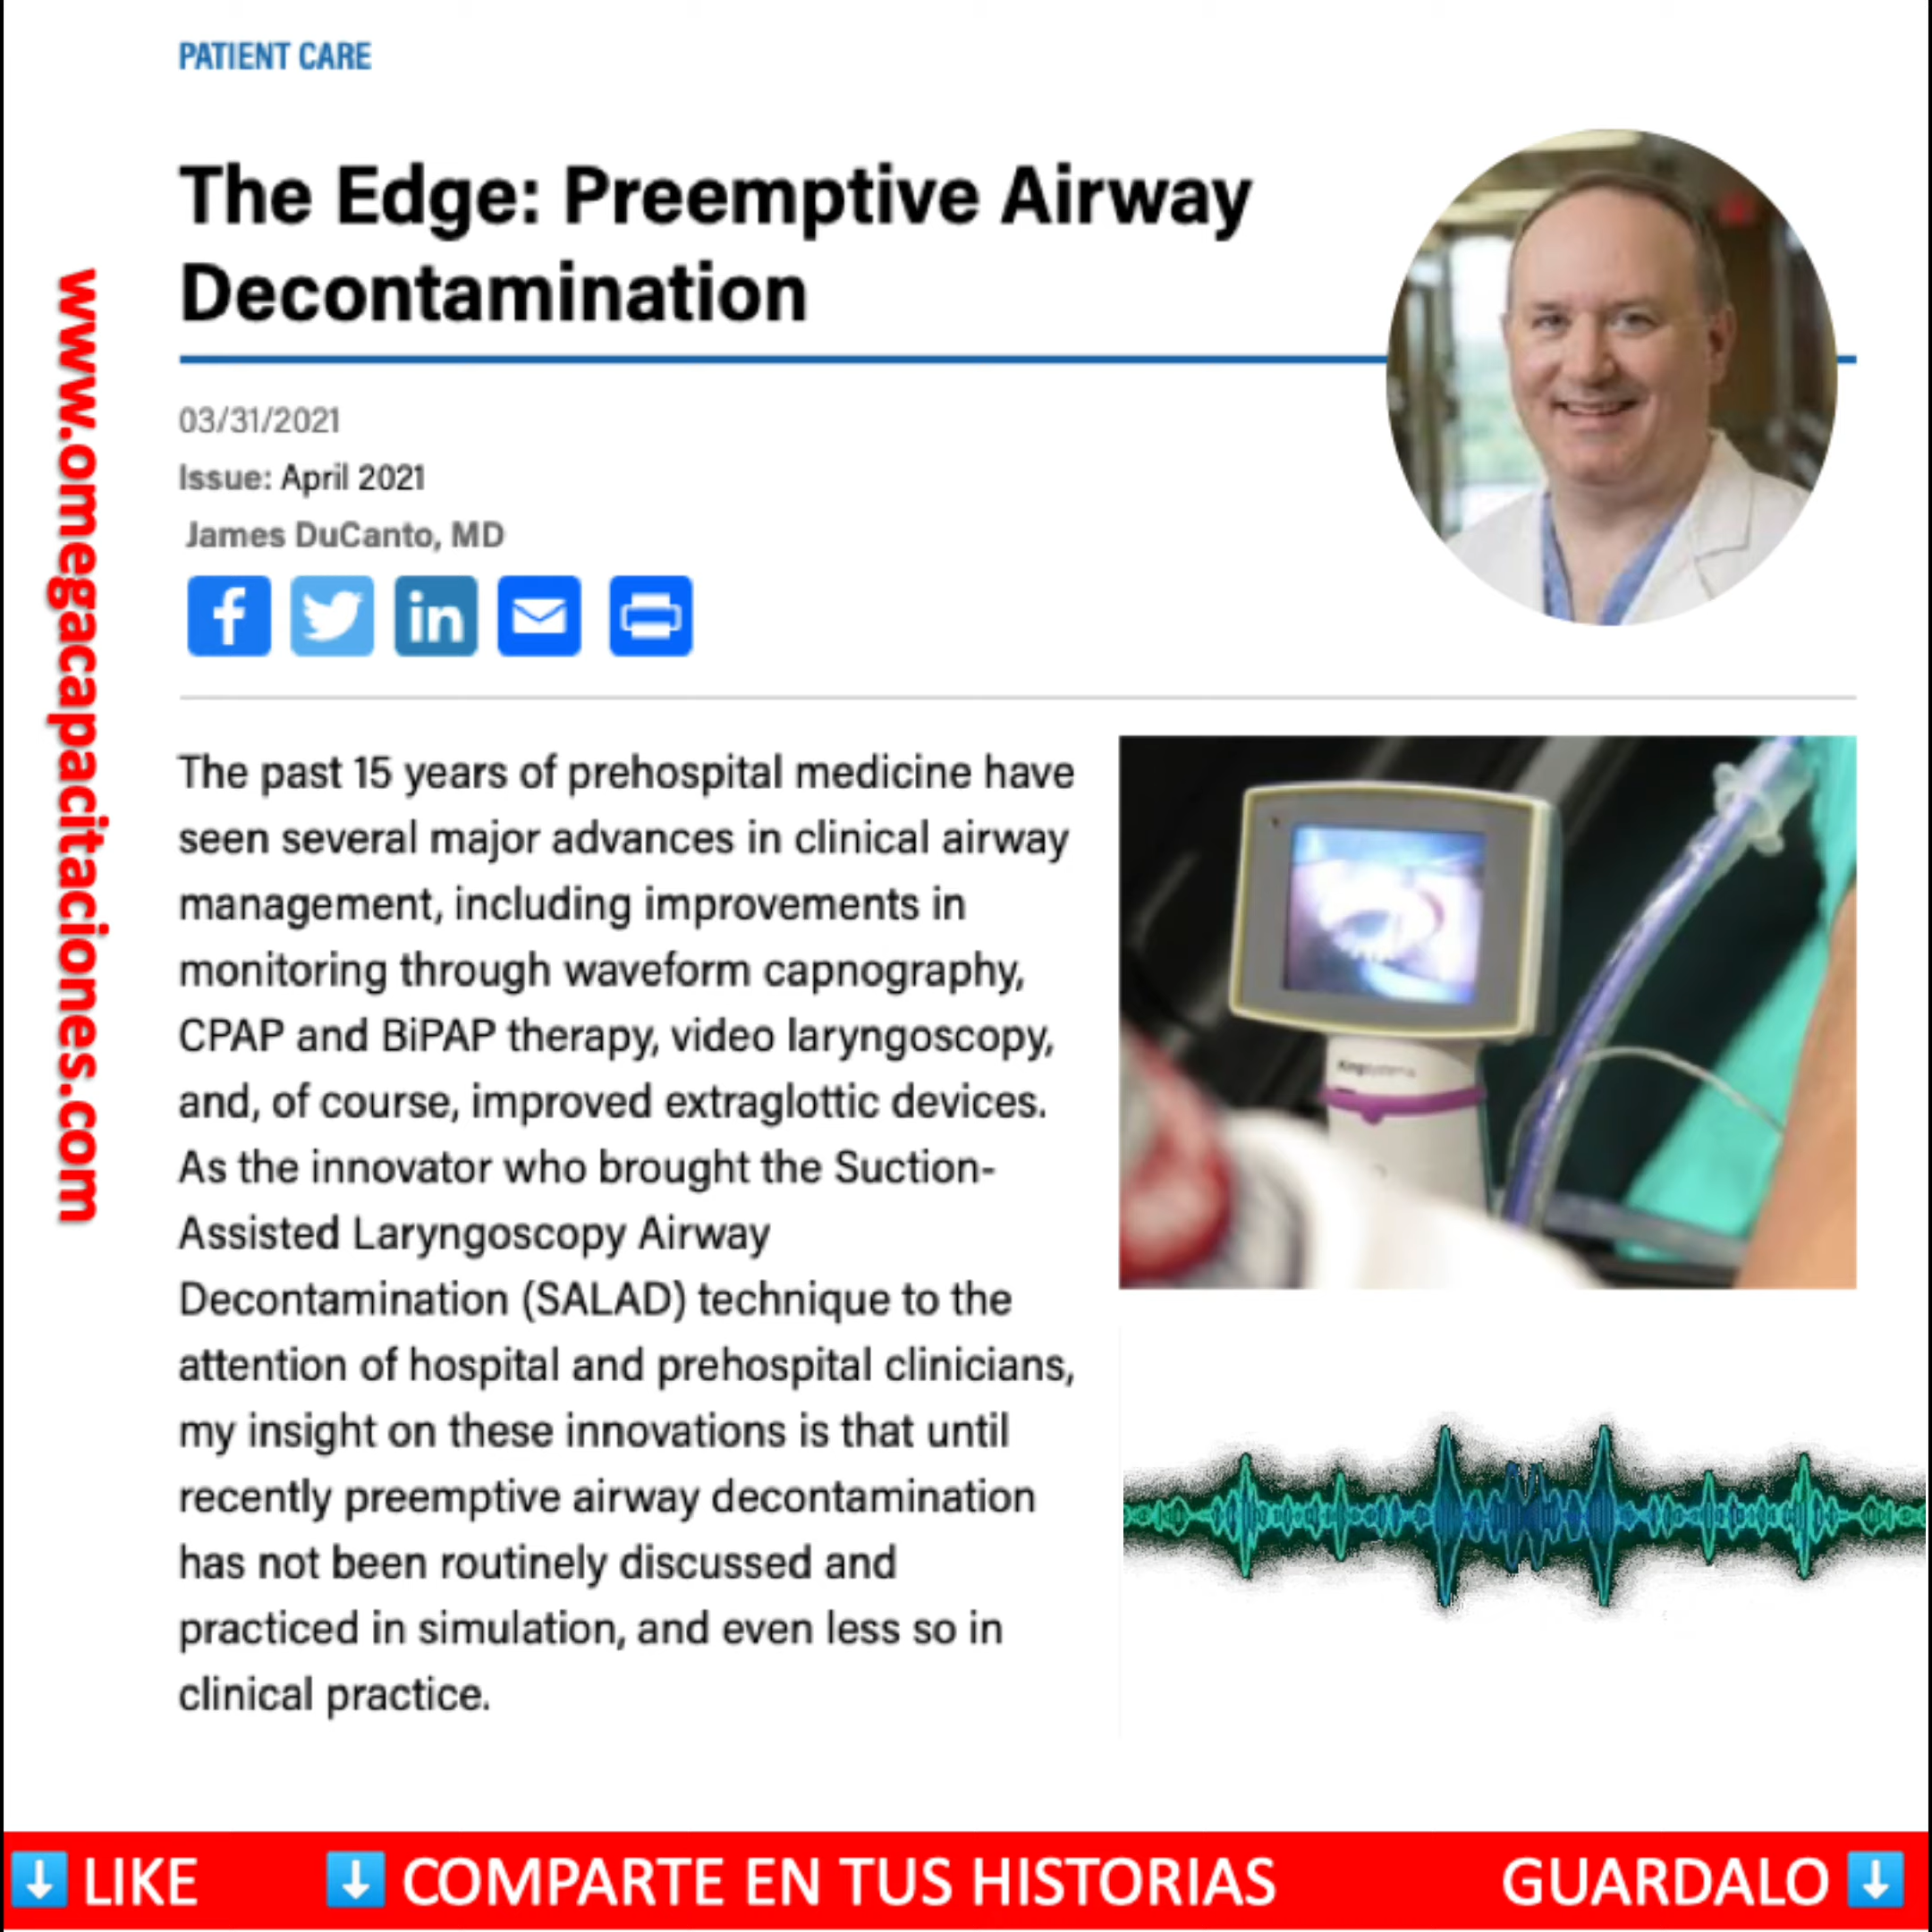 PATIENT CARE
The Edge: Preemptive Airway
Decontamination
03/31/2021
Issue: April 2021
James DuCanto, MD
f
in
The past 15 years of prehospital medicine have
seen several major advances in clinical airway
management, including improvements in
monitoring through waveform capnography,
CPAP and BiPAP therapy, video laryngoscopy,
and, of course, improved extraglottic devices.
As the innovator who brought the Suction-
Assisted Laryngoscopy Airway
Decontamination (SALAD) technique to the
attention of hospital and prehospital clinicians,
my insight on these innovations is that until
recently preemptive airway decontamination
has not been routinely discussed and
practiced in simulation, and even less so in
clinical practice.
www.omegacapacitaciones.com
LIKE
COMPARTE EN TUS HISTORIAS
GUARDALO